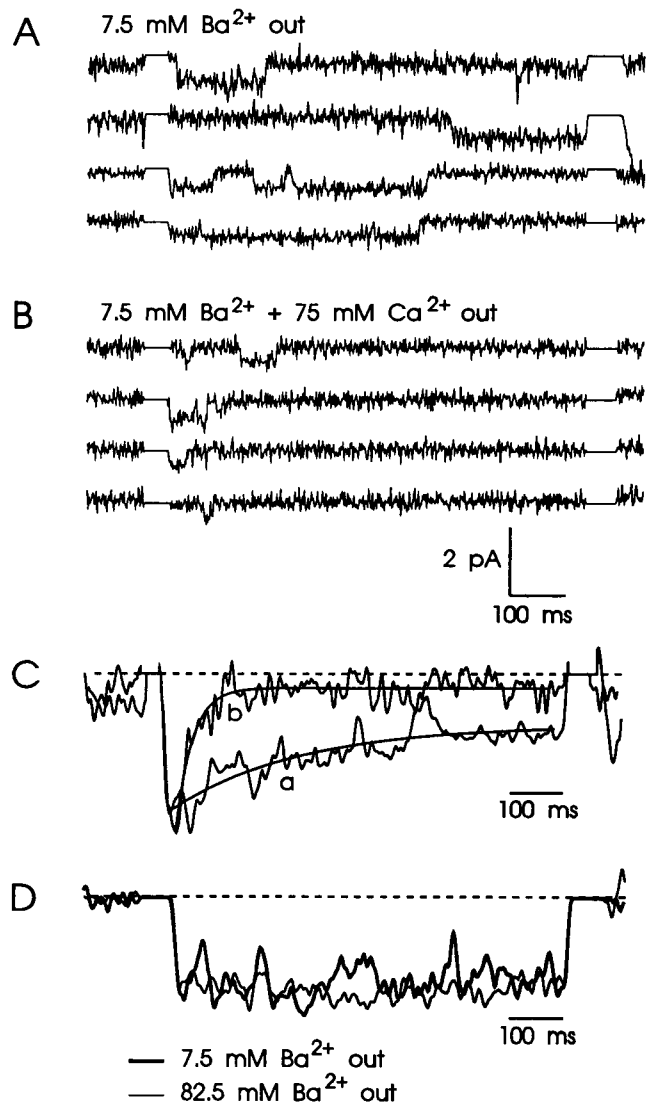 A
7.5 mM Ba2+ out
B
7.5 mM Ba2+ + 75 mM Ca2+ out
2 pA
100 ms
C
b
a
100 ms
D
100 ms
7.5 mM Ba2+ out
82.5 mM Ba2+ out